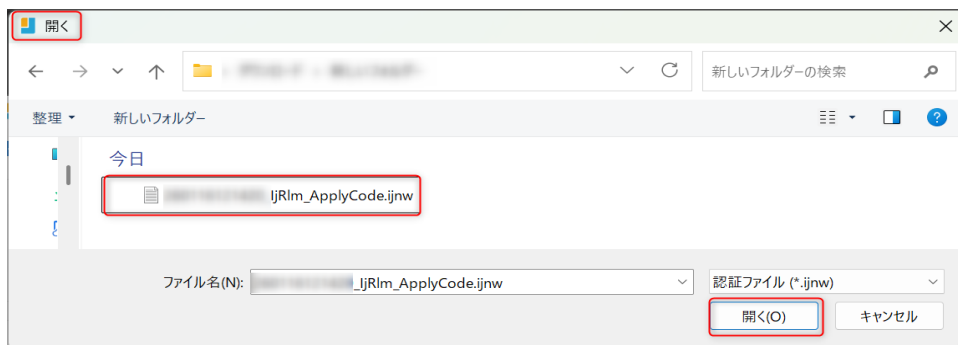 開く
新しいフォルダーの検索
整理
新しいフォルダー
今日
IjRlm_ApplyCode.ijnw
ファイル名(N): _IjRlm_ApplyCode.ijnw 認証ファイル (*.ijnw)
開く(O) キャンセル